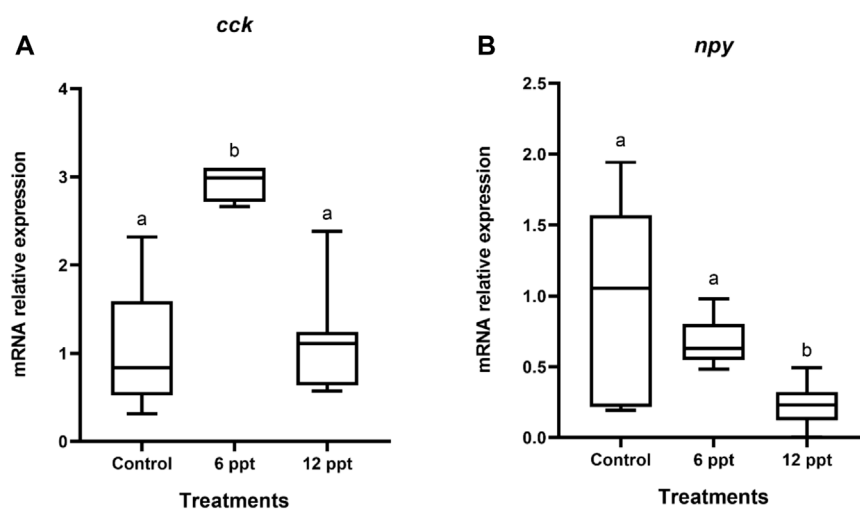 A
cck
mRNA relative expression
4
3
2
1
0
a
b
a
Control 6 ppt 12 ppt
Treatments
B
npy
mRNA relative expression
2.5
2.0
1.5
1.0
0.5
0.0
a
a
b
Control 6 ppt 12 ppt
Treatments